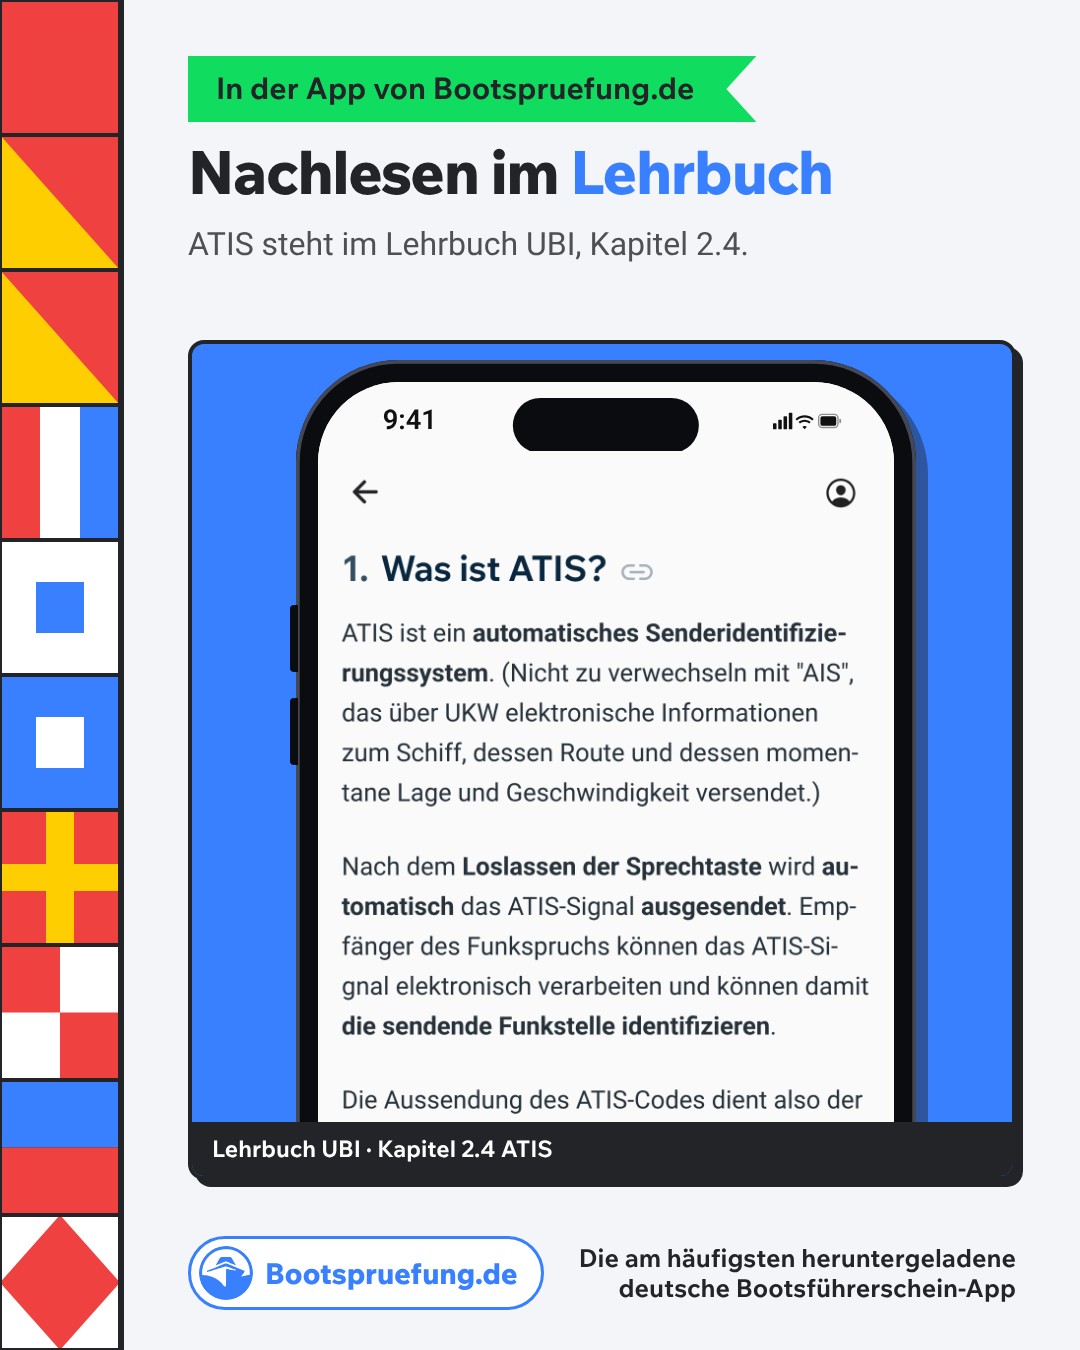 In der App von Bootspruefung.de
Nachlesen im Lehrbuch
ATIS steht im Lehrbuch UBI, Kapitel 2.4.
9:41
1. Was ist ATIS?
ATIS ist ein automatisches Senderidentifizie-
rungssystem. (Nicht zu verwechseln mit "AIS",
das über UKW elektronische Informationen
zum Schiff, dessen Route und dessen momen-
tane Lage und Geschwindigkeit versendet.)
Nach dem Loslassen der Sprechtaste wird au-
tomatisch das ATIS-Signal ausgesendet. Emp-
fänger des Funkspruchs können das ATIS-Si-
gnal elektronisch verarbeiten und können damit
die sendende Funkstelle identifizieren.
Die Aussendung des ATIS-Codes dient also der
Lehrbuch UBI · Kapitel 2.4 ATIS
Bootspruefung.de
Die am häufigsten heruntergeladene
deutsche Bootsführerschein-App